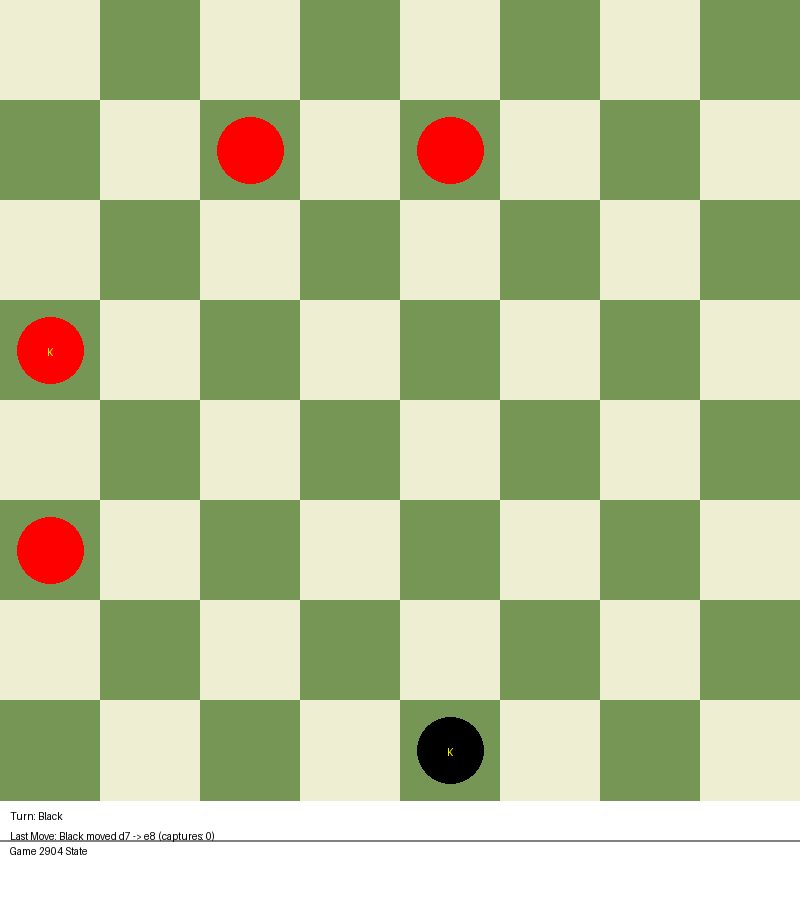 K
K
Turn: Black
Last Move: Black moved d7 -> e8 (captures: 0)
Game 2904 State